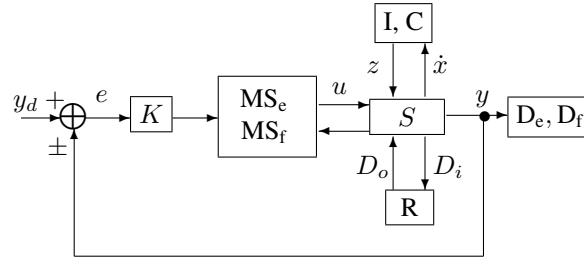 I, C
z ẋ
y_d + e K MS_e u S y D_e, D_f
± MS_f
D_o D_i
R